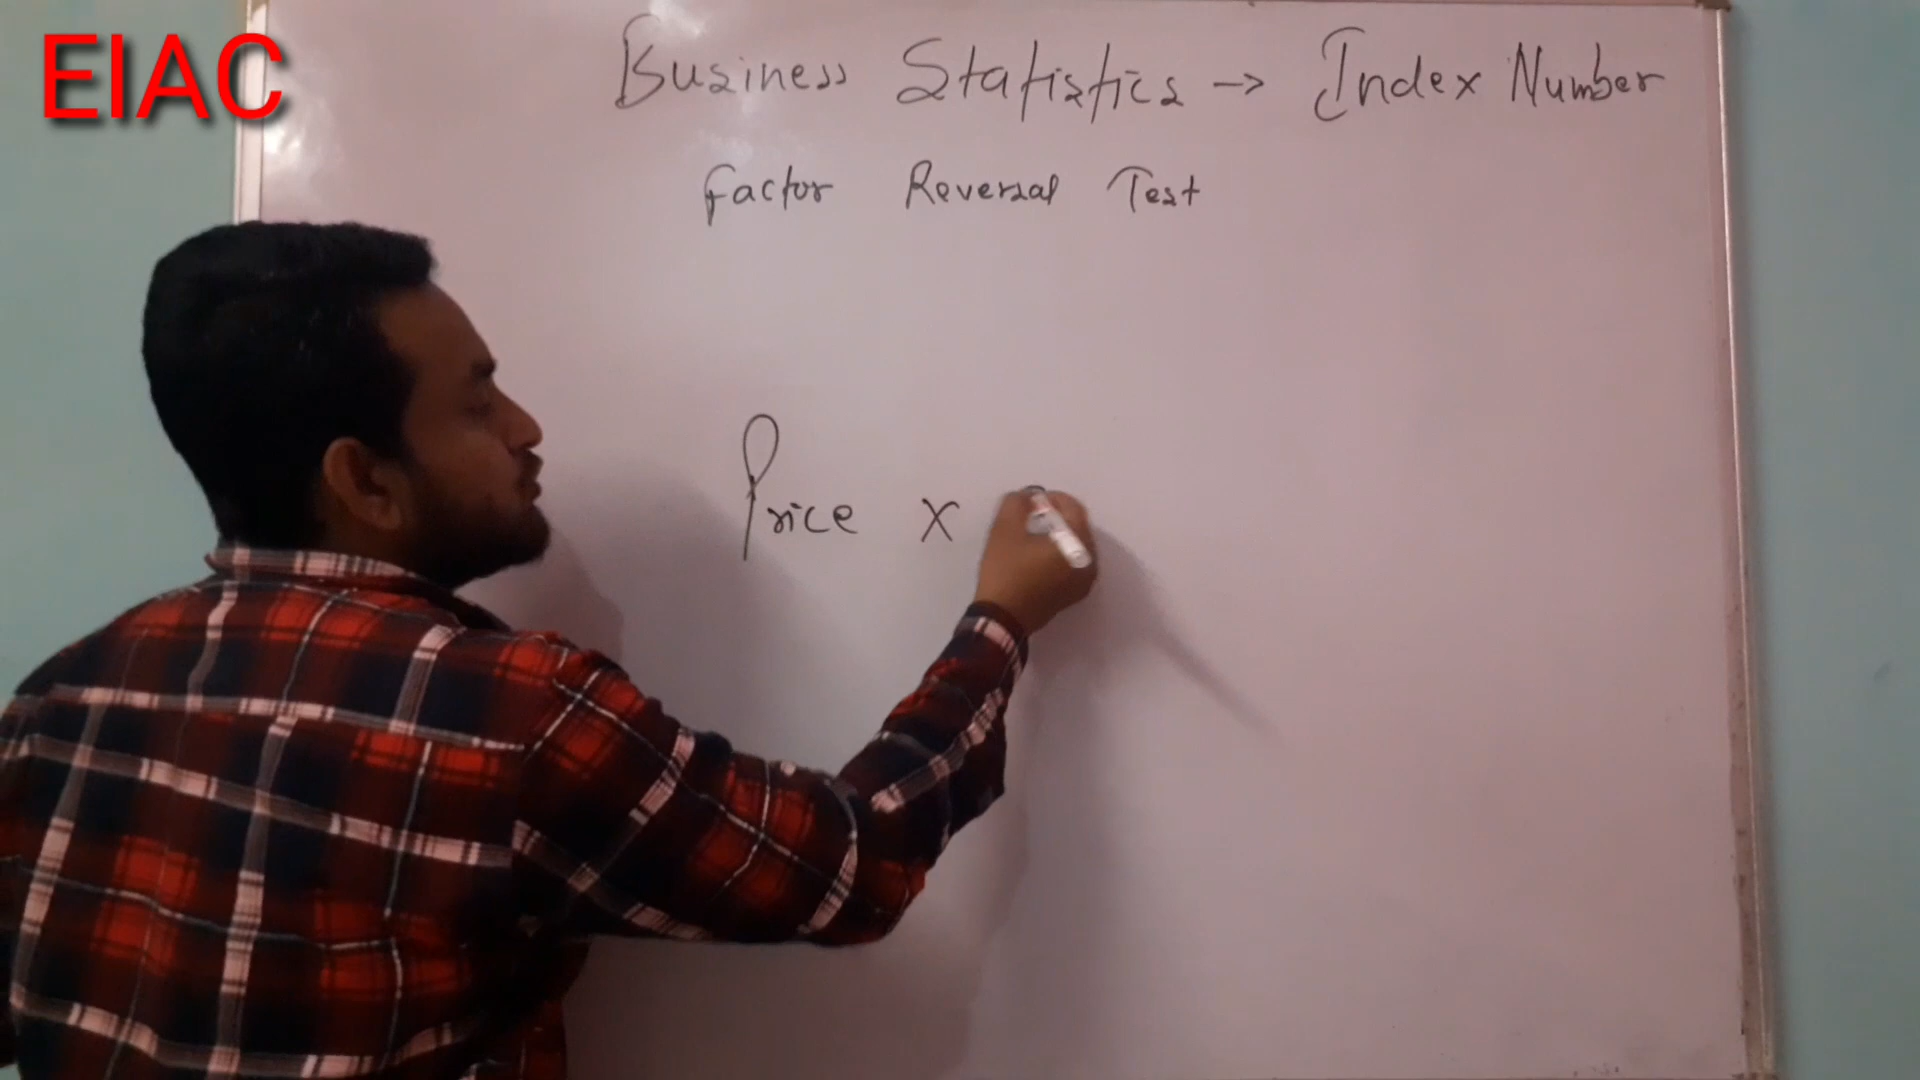 EIAC
Business Statistics -> Index Number
Factor Reversal Test
Price x